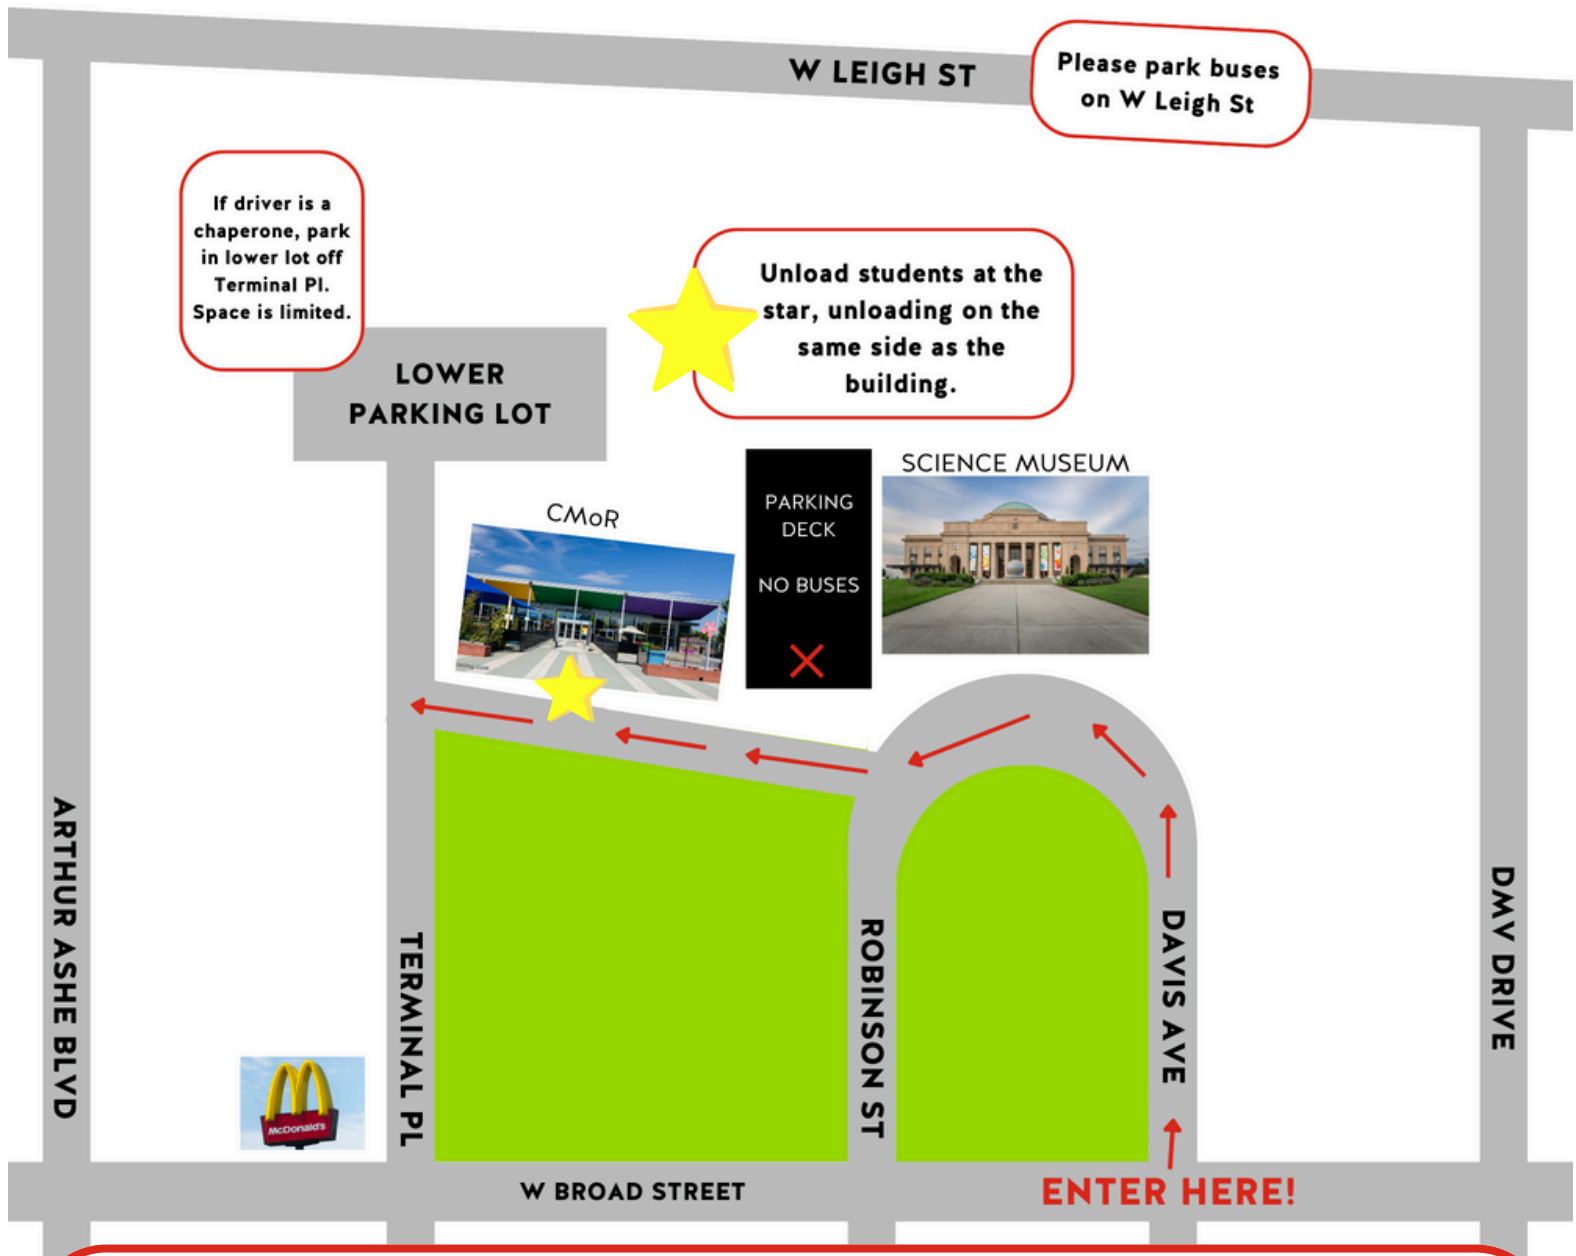 W LEIGH ST
Please park buses
on W Leigh St
If driver is a
chaperone, park
in lower lot off
Terminal Pl.
Space is limited.
Unload students at the
star, unloading on the
same side as the
building.
LOWER
PARKING LOT
CMoR
PARKING
DECK
NO BUSES
SCIENCE MUSEUM
ARTHUR ASHE BLVD
TERMINAL PL
ROBINSON ST
DAVIS AVE
DMV DRIVE
McDonald's
W BROAD STREET
ENTER HERE!